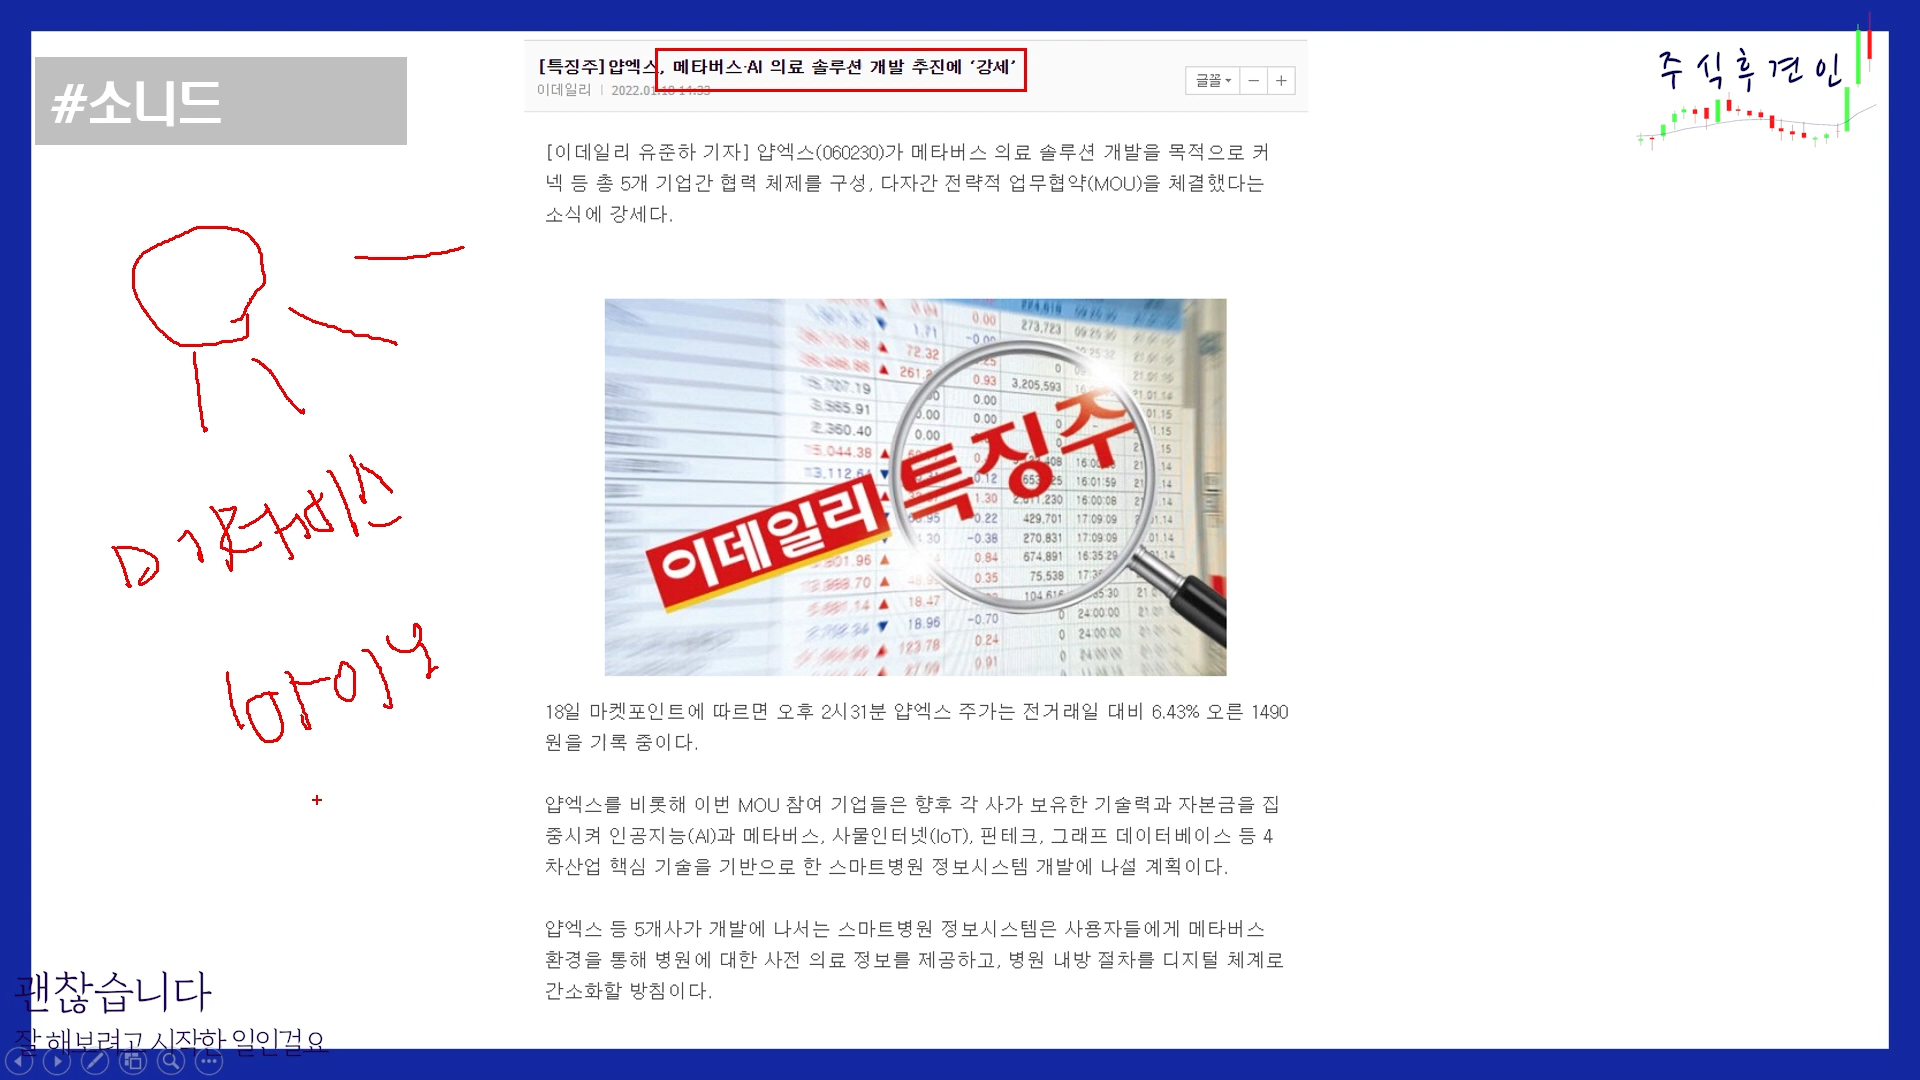 #소니드
[특징주]얍엑스, 메타버스·AI 의료 솔루션 개발 추진에 ‘강세’
이데일리 | 2022.01.18 14:33
글꼴
주식후견인
[이데일리 유준하 기자] 얍엑스(060230)가 메타버스 의료 솔루션 개발을 목적으로 커
넥 등 총 5개 기업간 협력 체제를 구성, 다자간 전략적 업무협약(MOU)을 체결했다는
소식에 강세다.
이데일리 특징주
메타버스
바이오
18일 마켓포인트에 따르면 오후 2시31분 얍엑스 주가는 전거래일 대비 6.43% 오른 1490
원을 기록 중이다.
얍엑스를 비롯해 이번 MOU 참여 기업들은 향후 각 사가 보유한 기술력과 자본금을 집
중시켜 인공지능(AI)과 메타버스, 사물인터넷(IoT), 핀테크, 그래프 데이터베이스 등 4
차산업 핵심 기술을 기반으로 한 스마트병원 정보시스템 개발에 나설 계획이다.
얍엑스 등 5개사가 개발에 나서는 스마트병원 정보시스템은 사용자들에게 메타버스
환경을 통해 병원에 대한 사전 의료 정보를 제공하고, 병원 내방 절차를 디지털 체계로
간소화할 방침이다.
괜찮습니다
잘 해보려고 시작한 일인걸요